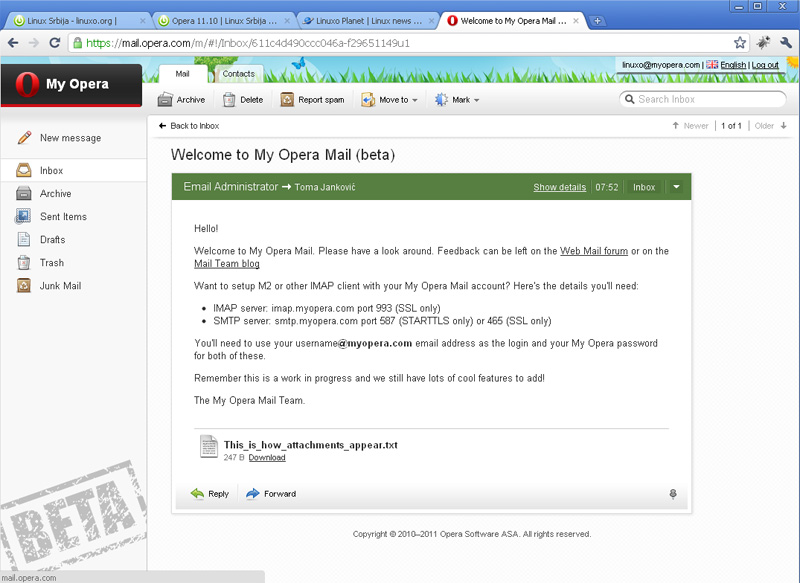 Linux Srbija - linuxo.org |
Opera 11.10 | Linux Srbija ...
Linuxo Planet | Linux news ...
Welcome to My Opera Mail ...
https://mail.opera.com/m/#!/Inbox/611c4d490ccc046a-f29651149u1
My Opera
Mail
Contacts
linuxo@myopera.com | English | Log out
Archive
Delete
Report spam
Move to
Mark
Search Inbox
New message
Inbox
Archive
Sent Items
Drafts
Trash
Junk Mail
BETA
Back to Inbox
Newer
1 of 1
Older
Welcome to My Opera Mail (beta)
Email Administrator → Toma Janković
Show details
07:52
Inbox
Hello!
Welcome to My Opera Mail. Please have a look around. Feedback can be left on the Web Mail forum or on the
Mail Team blog
Want to setup M2 or other IMAP client with your My Opera Mail account? Here's the details you'll need:
• IMAP server: imap.myopera.com port 993 (SSL only)
• SMTP server: smtp.myopera.com port 587 (STARTTLS only) or 465 (SSL only)
You'll need to use your username@myopera.com email address as the login and your My Opera password
for both of these.
Remember this is a work in progress and we still have lots of cool features to add!
The My Opera Mail Team.
This_is_how_attachments_appear.txt
247 B Download
Reply
Forward
Copyright © 2010–2011 Opera Software ASA. All rights reserved.
mail.opera.com